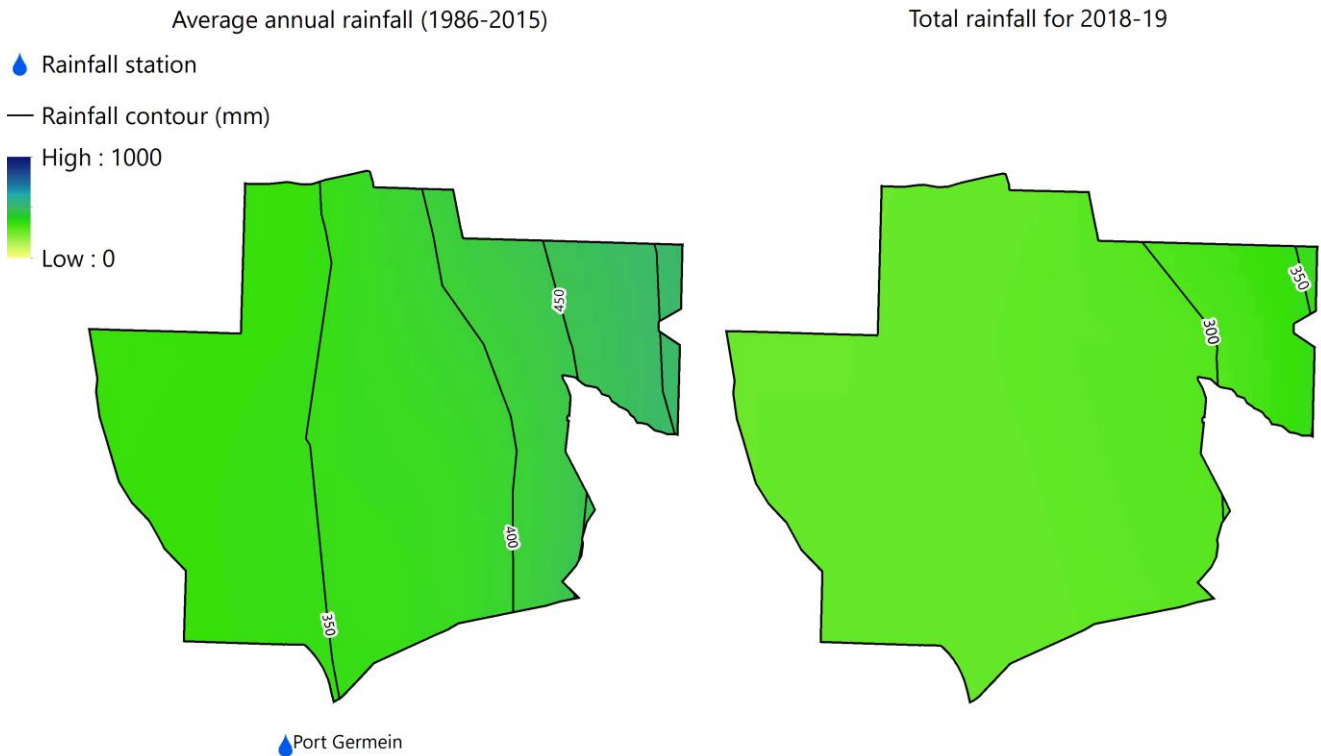 Average annual rainfall (1986-2015)
Total rainfall for 2018-19
Rainfall station
Rainfall contour (mm)
High : 1000
Low : 0
450
400
350
350
300
Port Germein